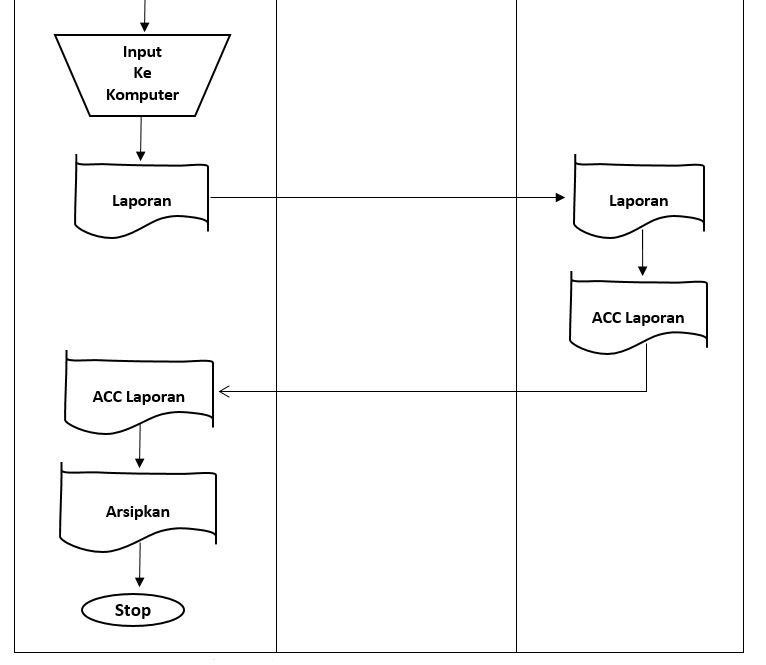 Input
Ke
Komputer
Laporan
Laporan
ACC Laporan
ACC Laporan
Arsipkan
Stop